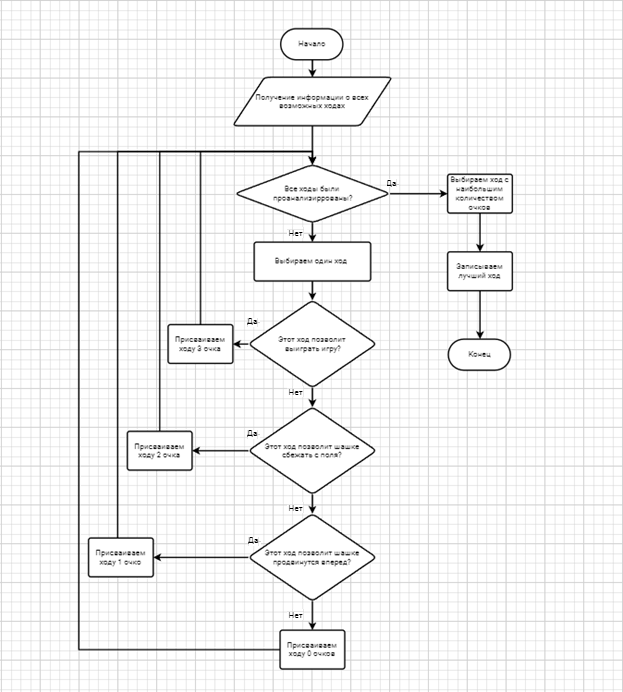 Начало
Получение информации о всех
возможных ходах
Все ходы были
проанализиррованы?
Да
Выбираем ход с
наибольшим
количеством
очков
Нет
Выбираем один ход
Записываем
лучший ход
Да
Присваиваем
ходу 3 очка
Этот ход позволит
выиграть игру?
Конец
Нет
Да
Присваиваем
ходу 2 очка
Этот ход позволит шашке
сбежать с поля?
Нет
Да
Присваиваем
ходу 1 очко
Этот ход позволит шашке
продвинутся вперед?
Нет
Присваиваем
ходу 0 очков